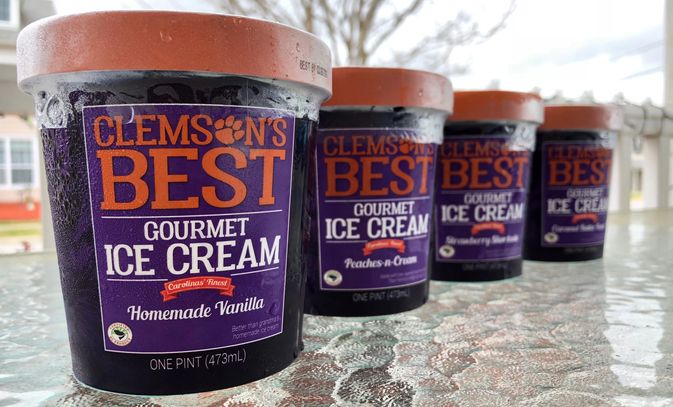 BEST BY
CLEMSON'S
BEST
GOURMET
ICE CREAM
Carolinas' Finest
Homemade Vanilla
Better than grandma's
homemade ice cream
ONE PINT (473mL)
CLEMSON'S
BEST
GOURMET
ICE CREAM
Carolinas' Finest
Peaches-n-Cream
ONE PINT (473mL)
CLEMSON'S
BEST
GOURMET
ICE CREAM
Strawberry
CLEMSON'S
BEST
GOURMET
ICE CREAM
Caramel